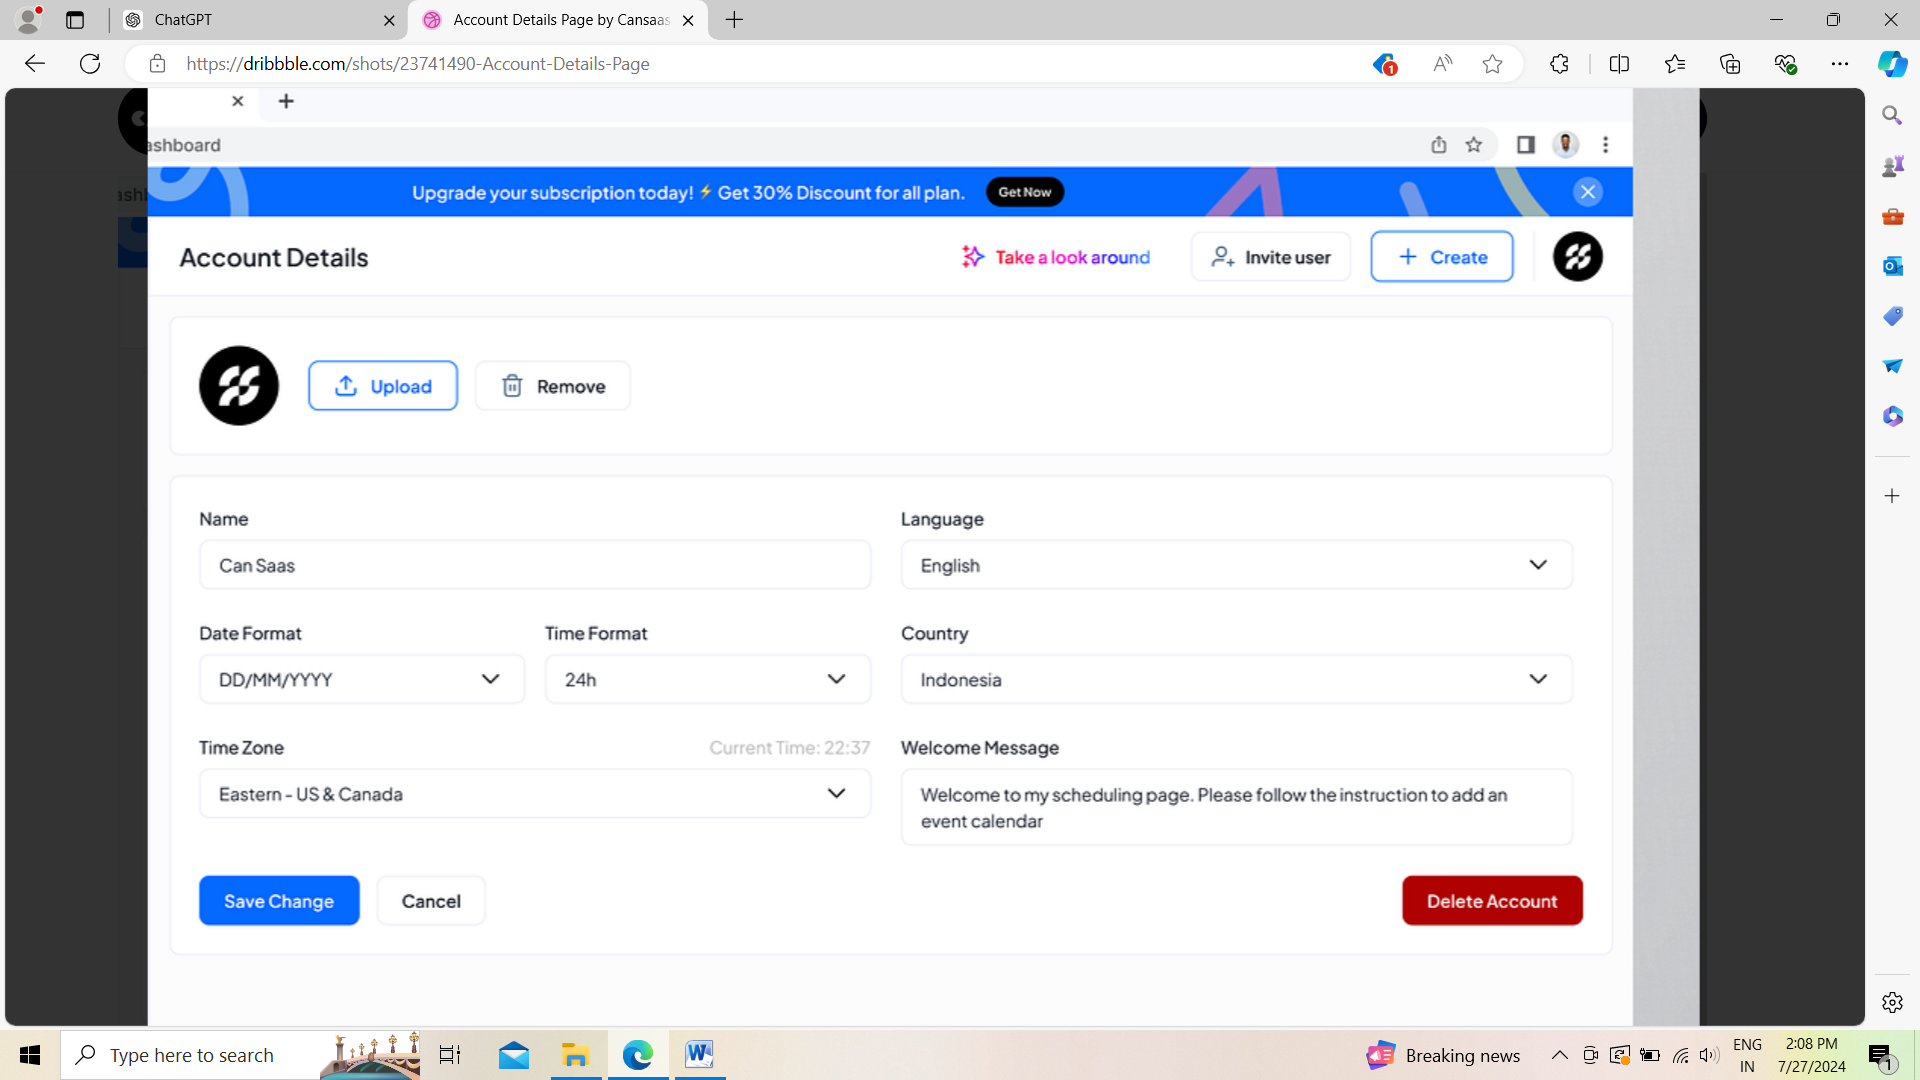 ChatGPT
Account Details Page by Cansaas
https://dribbble.com/shots/23741490-Account-Details-Page
1
ashboard
ashl
Upgrade your subscription today! ⚡ Get 30% Discount for all plan.
Get Now
Account Details
Take a look around
Invite user
+ Create
Upload
Remove
Name
Language
Can Saas
English
Date Format
Time Format
Country
DD/MM/YYYY
24h
Indonesia
Time Zone
Current Time: 22:37
Welcome Message
Eastern - US & Canada
Welcome to my scheduling page. Please follow the instruction to add an
event calendar
Save Change
Cancel
Delete Account
Type here to search
Breaking news
ENG
IN
2:08 PM
7/27/2024
1